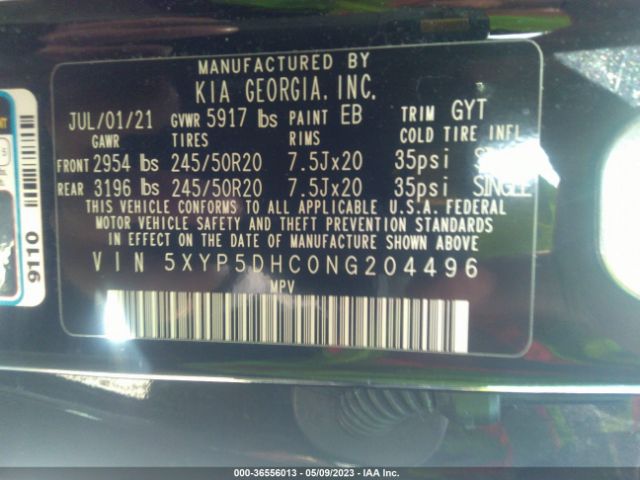 MANUFACTURED BY
KIA GEORGIA, INC.
JUL/01/21 GVWR 5917 lbs PAINT EB TRIM GYT
GAWR TIRES RIMS COLD TIRE INFL
FRONT 2954 lbs 245/50R20 7.5Jx20 35psi
REAR 3196 lbs 245/50R20 7.5Jx20 35psi SINGLE
THIS VEHICLE CONFORMS TO ALL APPLICABLE U.S.A. FEDERAL
MOTOR VEHICLE SAFETY AND THEFT PREVENTION STANDARDS
IN EFFECT ON THE DATE OF MANUFACTURE SHOWN ABOVE.
VIN 5XYP5DHC0NG204496
MPV
9110
000-36556013 - 05/09/2023 - IAA Inc.